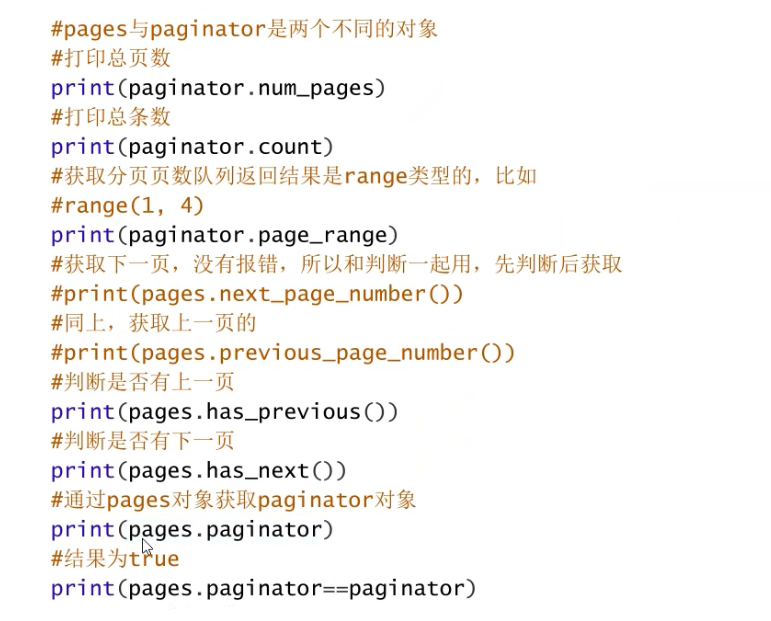 #pages与paginator是两个不同的对象
#打印总页数
print(paginator.num_pages)
#打印总条数
print(paginator.count)
#获取分页页数队列返回结果是range类型的，比如
#range(1, 4)
print(paginator.page_range)
#获取下一页，没有报错，所以和判断一起用，先判断后获取
#print(pages.next_page_number())
#同上，获取上一页的
#print(pages.previous_page_number())
#判断是否有上一页
print(pages.has_previous())
#判断是否有下一页
print(pages.has_next())
#通过pages对象获取paginator对象
print(pages.paginator)
#结果为true
print(pages.paginator==paginator)